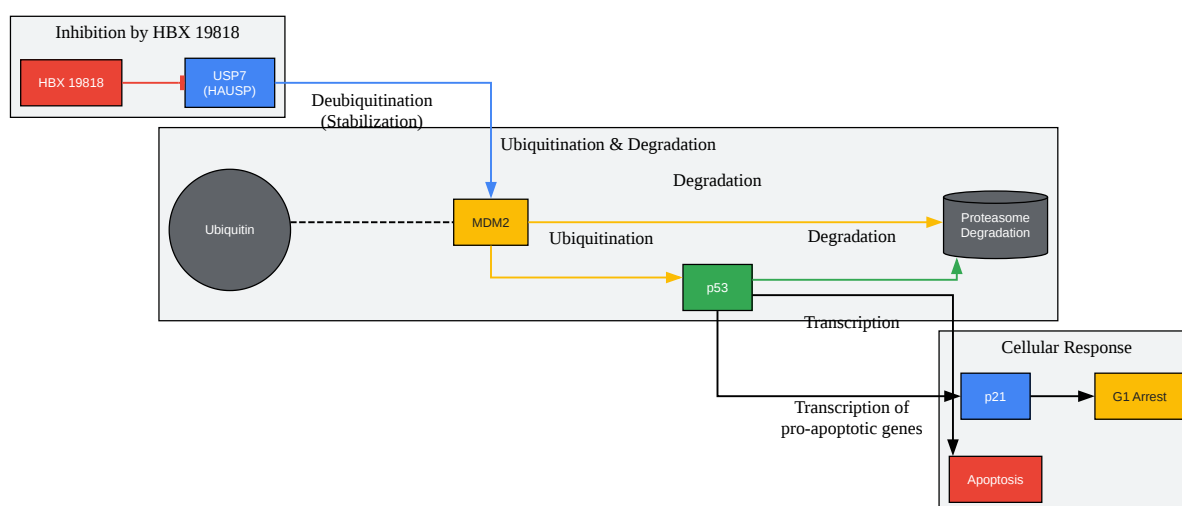 Inhibition by HBX 19818
HBX 19818
USP7
(HAUSP)
Deubiquitination
(Stabilization)
Ubiquitination & Degradation
Degradation
Ubiquitin
MDM2
Ubiquitination
Degradation
Proteasome
Degradation
p53
Transcription
Cellular Response
p21
G1 Arrest
Transcription of
pro-apoptotic genes
Apoptosis